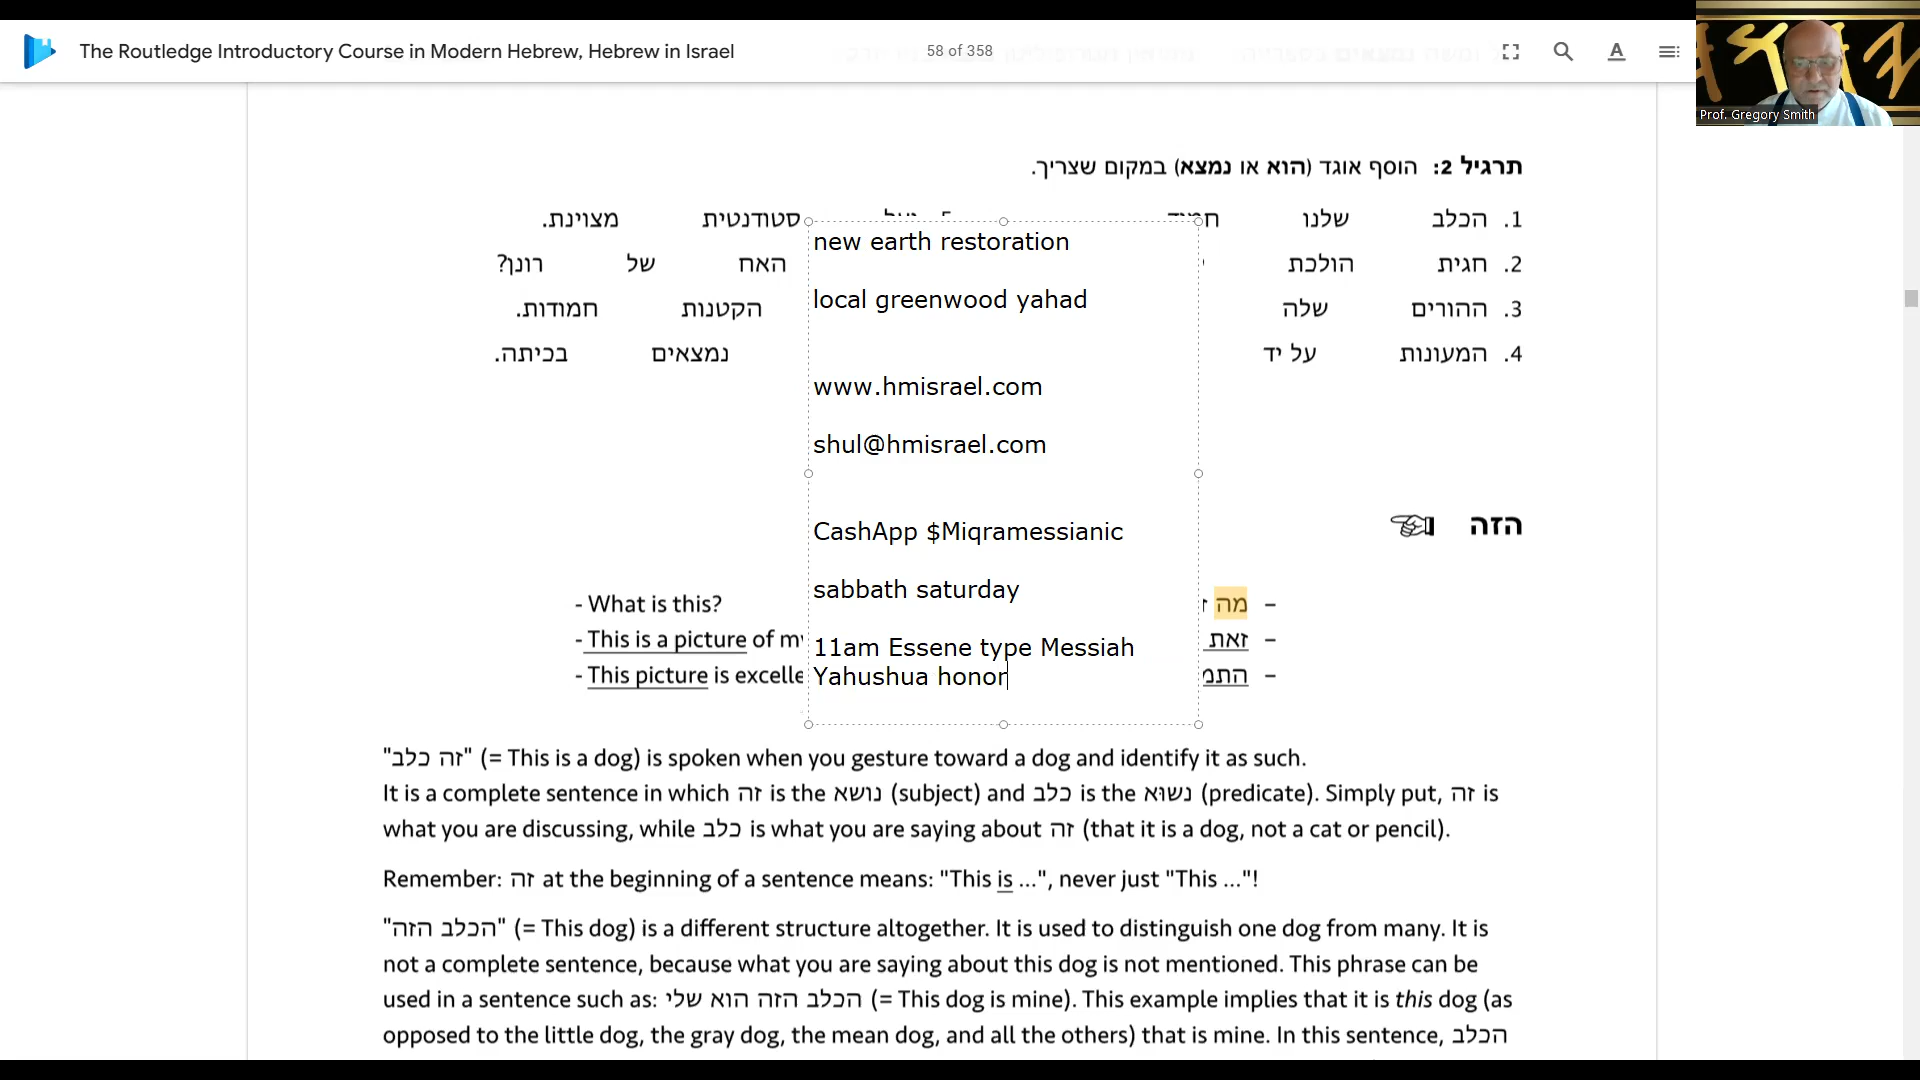 The Routledge Introductory Course in Modern Hebrew, Hebrew in Israel
58 of 358
Prof. Gregory Smith
תרגיל 2: הוסף אוגד (הוא או נמצא) במקום שצריך.
1. הכלב שלנו
סטודנטית מצוינת.
2. חגית הולכת
האח של רונן?
3. ההורים שלה
הקטנות חמודות.
4. המעונות על יד
נמצאים בכיתה.
new earth restoration
local greenwood yahad
www.hmisrael.com
shul@hmisrael.com
CashApp $Miqramessianic
sabbath saturday
11am Essene type Messiah
Yahushua honor
הזה
- What is this?
– מה
- This is a picture of
– זאת
- This picture is
–
"זה כלב" (= This is a dog) is spoken when you gesture toward a dog and identify it as such.
It is a complete sentence in which זה is the נושא (subject) and כלב is the נשוּא (predicate). Simply put, זה is
what you are discussing, while כלב is what you are saying about זה (that it is a dog, not a cat or pencil).
Remember: זה at the beginning of a sentence means: "This is ...", never just "This ..."!
"הכלב הזה" (= This dog) is a different structure altogether. It is used to distinguish one dog from many. It is
not a complete sentence, because what you are saying about this dog is not mentioned. This phrase can be
used in a sentence such as: הכלב הזה הוא שלי (= This dog is mine). This example implies that it is this dog (as
opposed to the little dog, the gray dog, the mean dog, and all the others) that is mine. In this sentence, הכלב